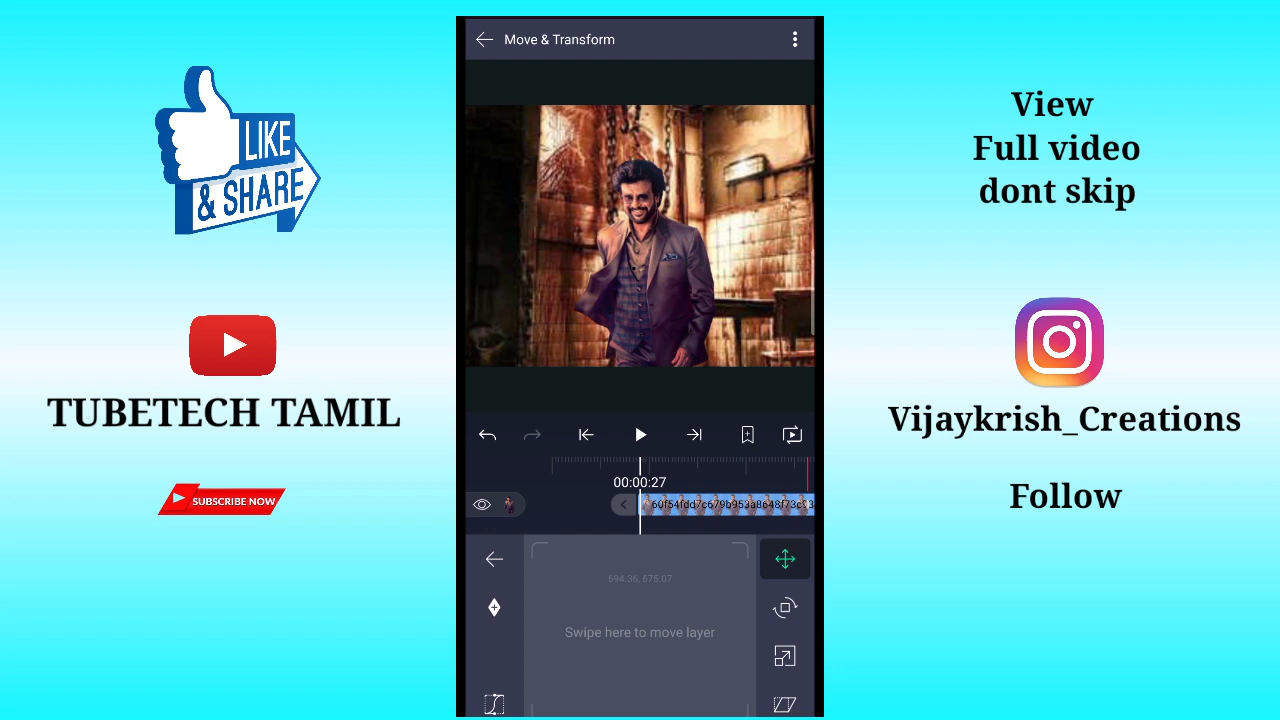 Move & Transform
LIKE
& SHARE
TUBETECH TAMIL
SUBSCRIBE NOW
00:00:27
694.36, 675.07
Swipe here to move layer
View
Full video
dont skip
Vijaykrish_Creations
Follow